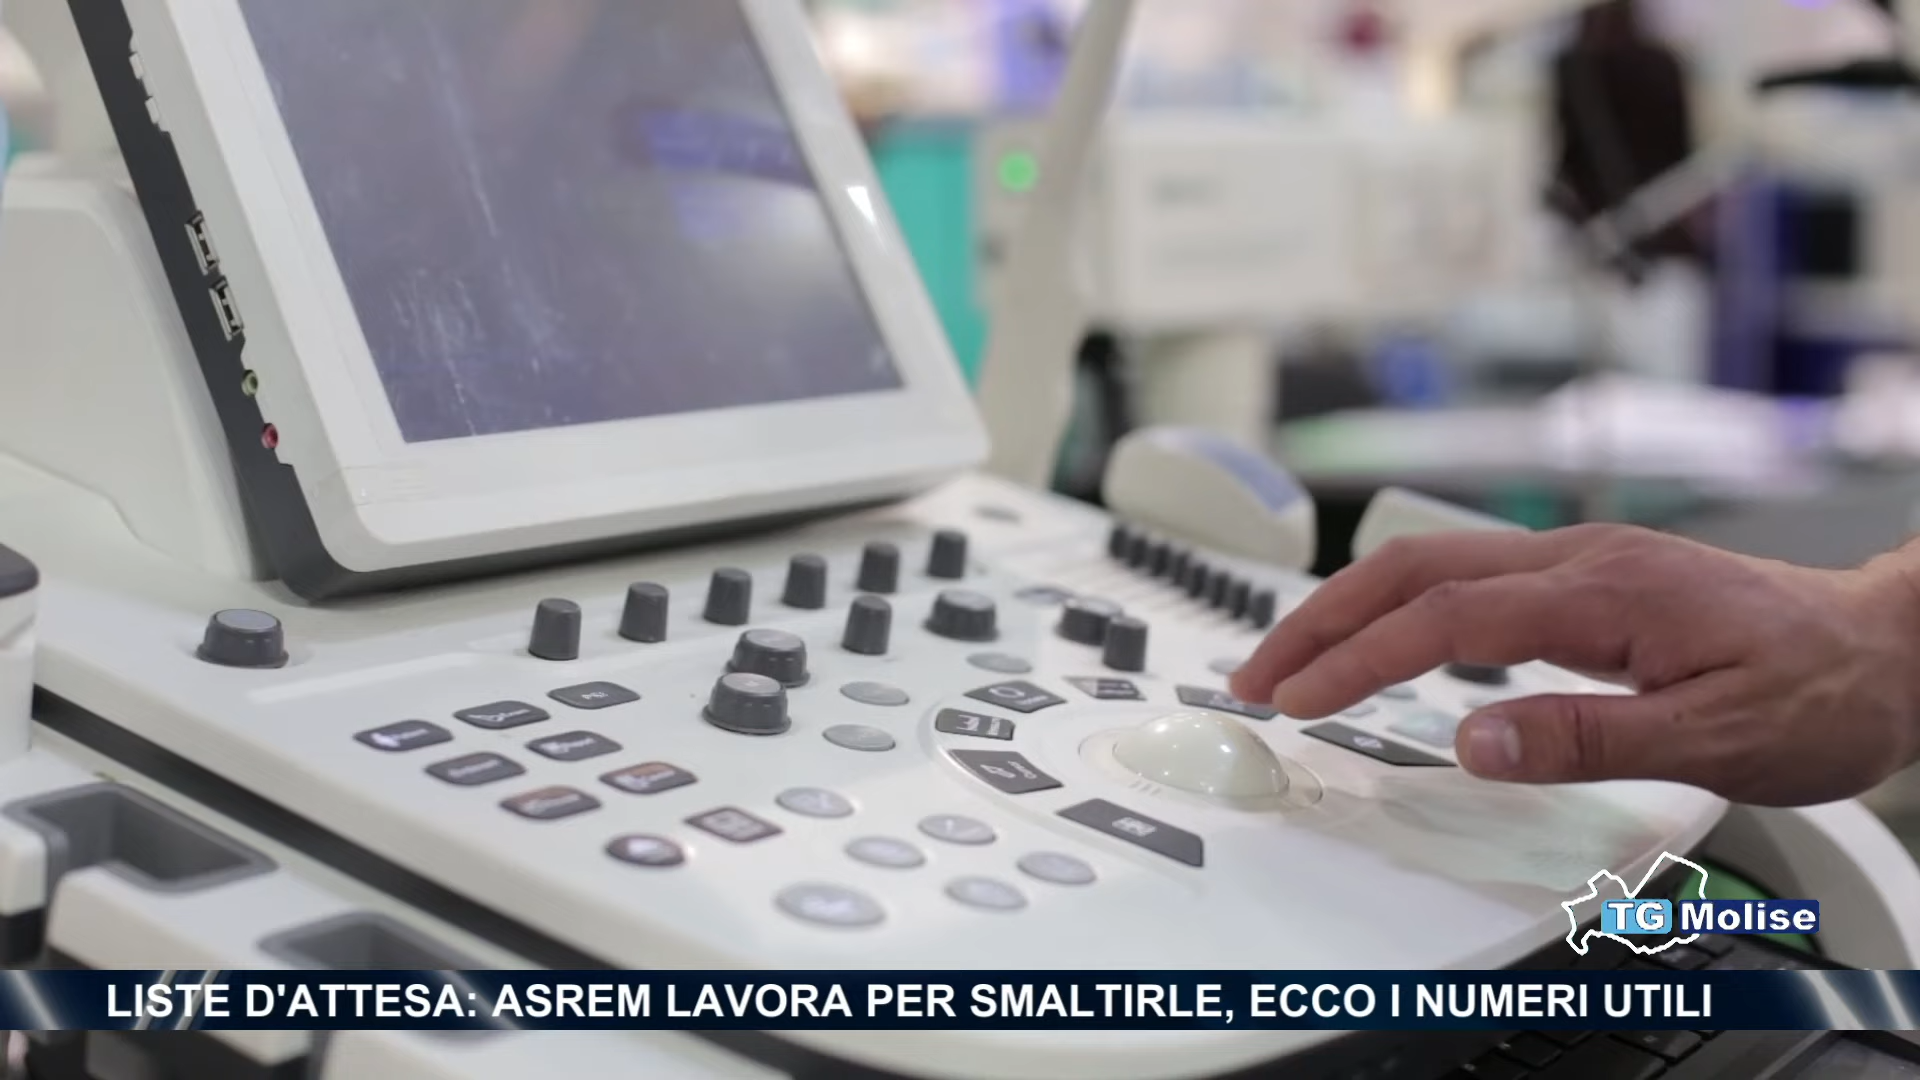 TG Molise
LISTE D'ATTESA: ASREM LAVORA PER SMALTIRLE, ECCO I NUMERI UTILI